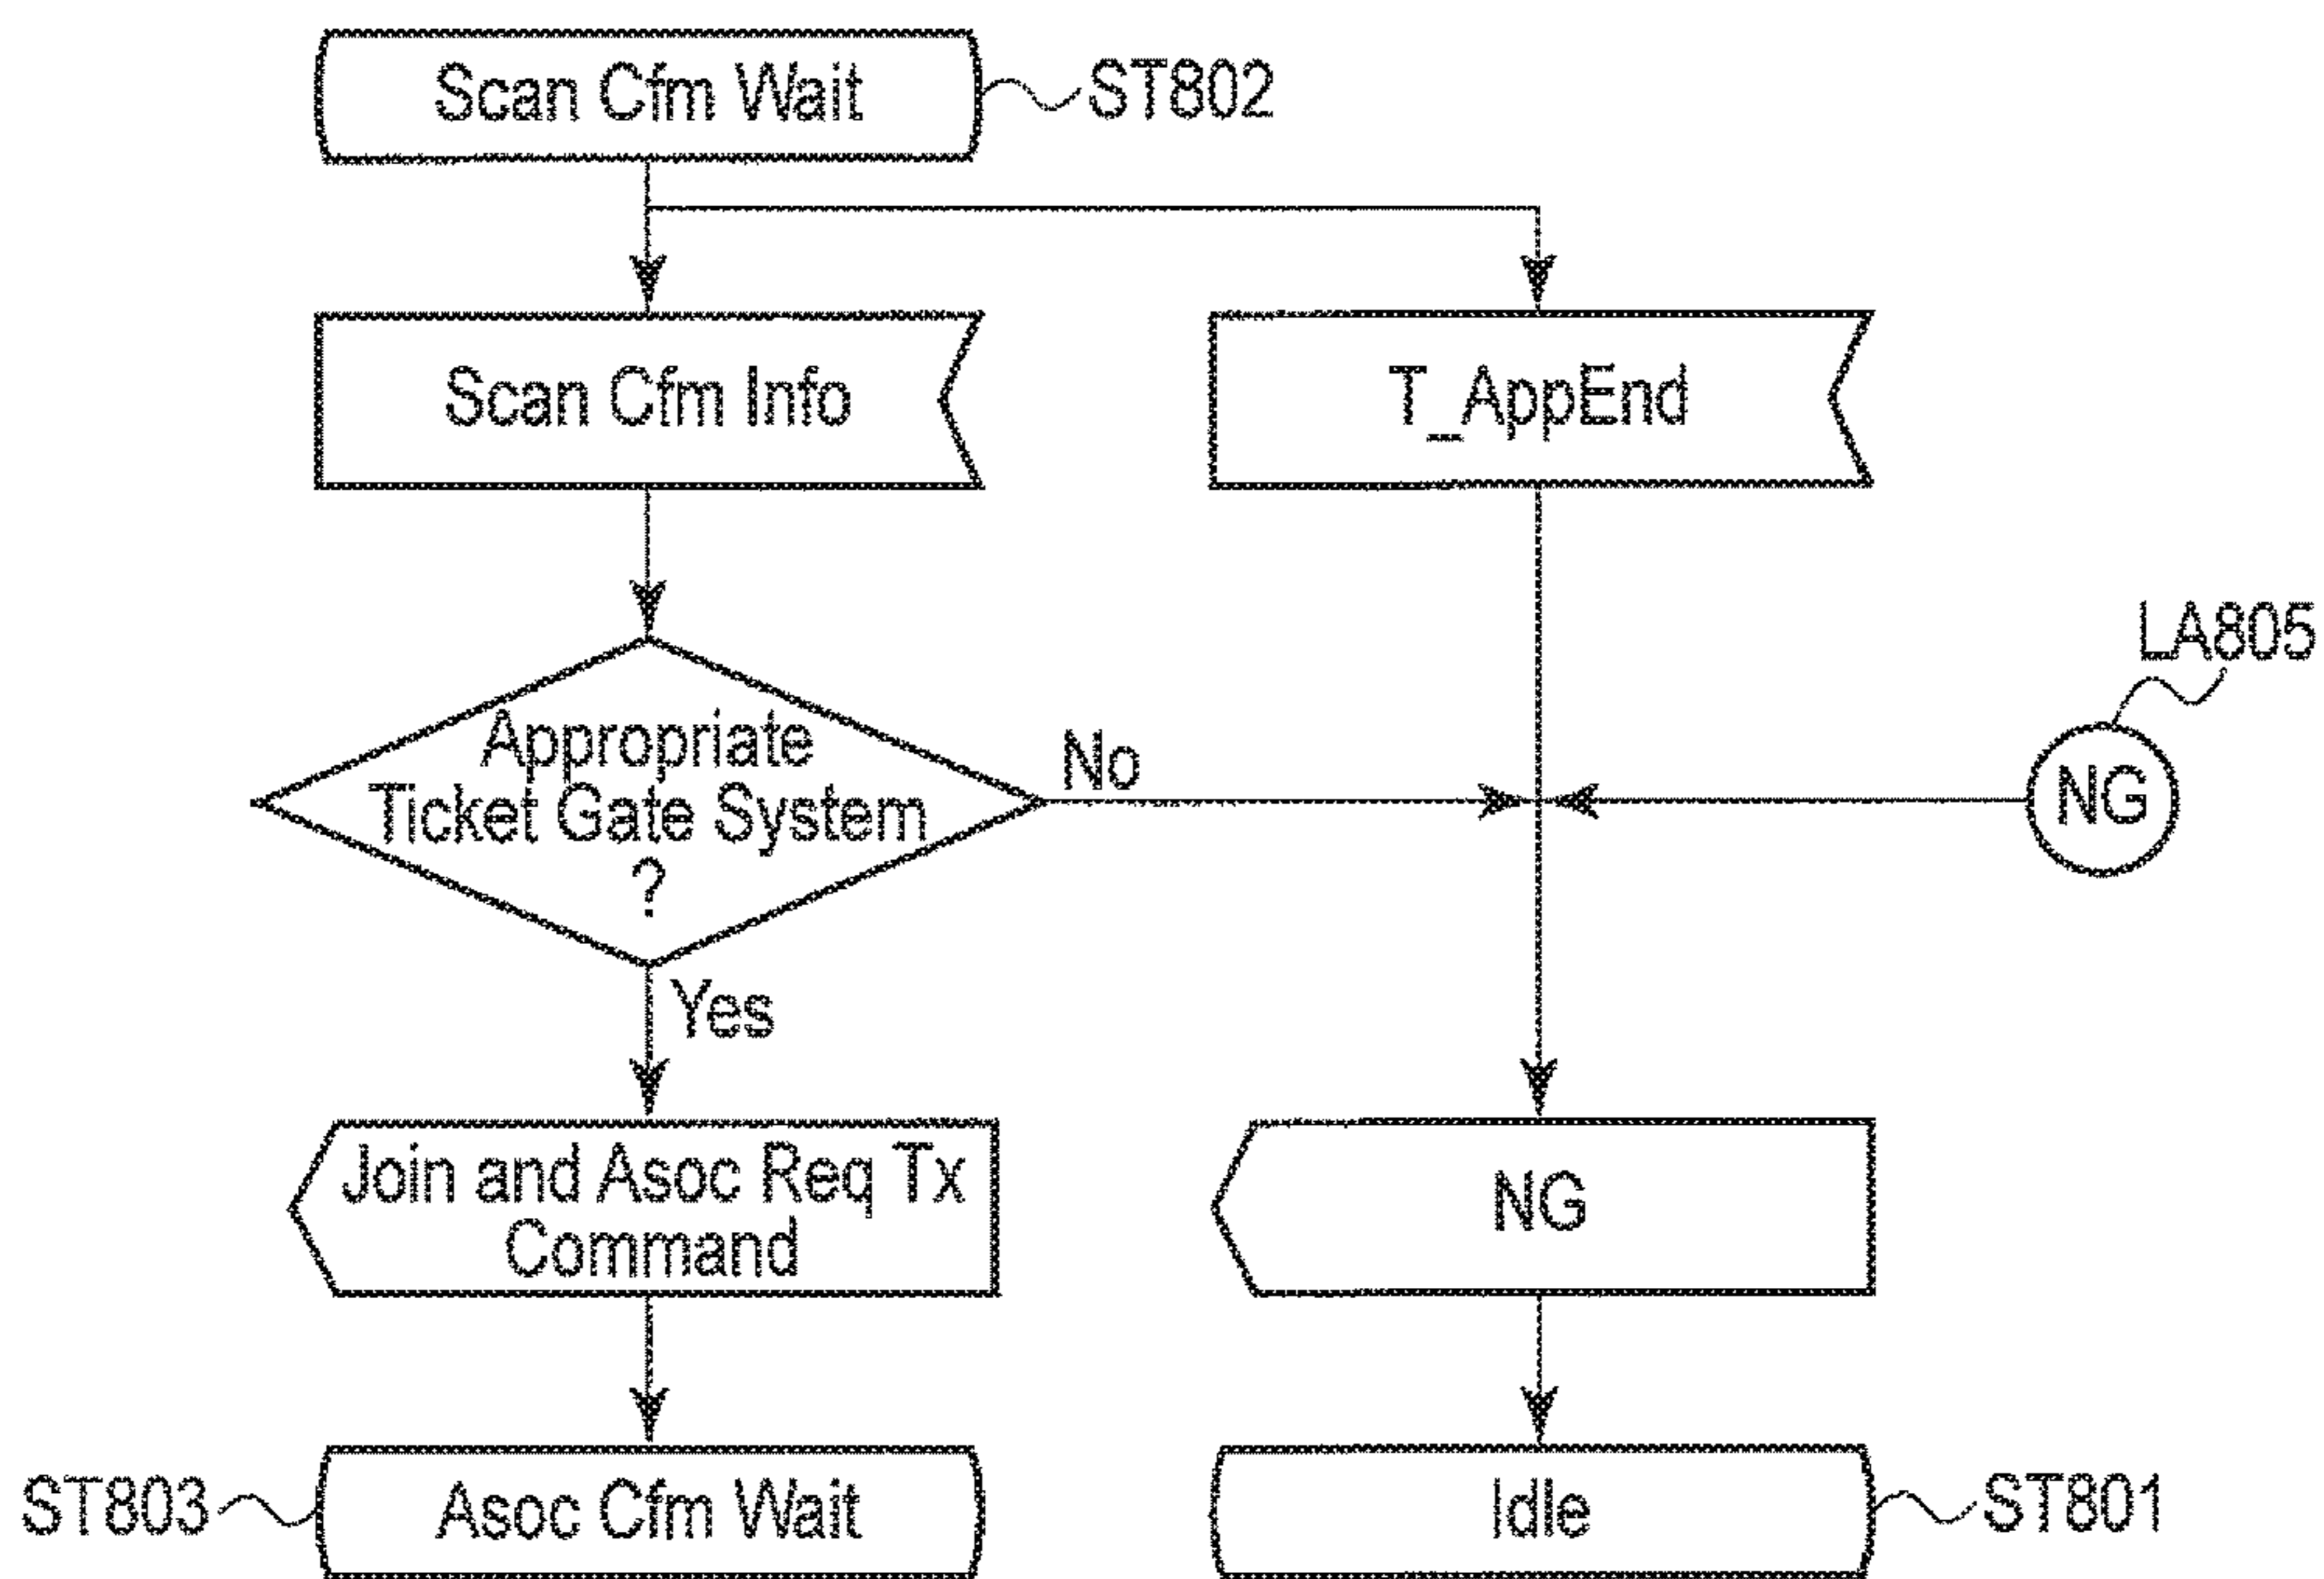 Scan Cfm Wait
ST802
Scan Cfm Info
T_AppEnd
LA805
Appropriate
Ticket Gate System
?
No
NG
Yes
Join and Asoc Req Tx
Command
NG
ST803
Asoc Cfm Wait
Idle
ST801